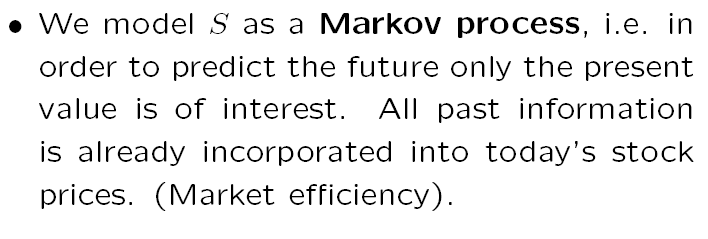 • We model S as a Markov process, i.e. in
order to predict the future only the present
value is of interest. All past information
is already incorporated into today's stock
prices. (Market efficiency).